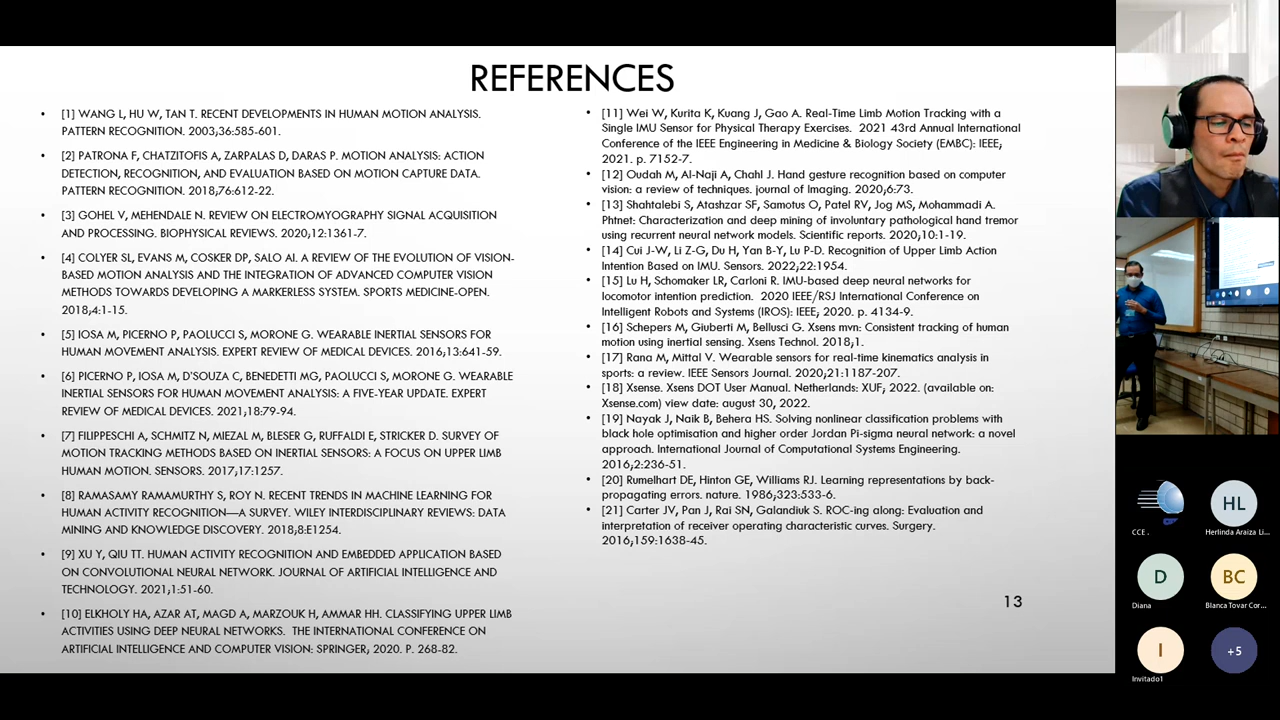 REFERENCES
• [1] WANG L, HU W, TAN T. RECENT DEVELOPMENTS IN HUMAN MOTION ANALYSIS.
PATTERN RECOGNITION. 2003;36:585-601.
• [2] PATRONA F, CHATZITOFIS A, ZARPALAS D, DARAS P. MOTION ANALYSIS: ACTION
DETECTION, RECOGNITION, AND EVALUATION BASED ON MOTION CAPTURE DATA.
PATTERN RECOGNITION. 2018;76:612-22.
• [3] GOHEL V, MEHENDALE N. REVIEW ON ELECTROMYOGRAPHY SIGNAL ACQUISITION
AND PROCESSING. BIOPHYSICAL REVIEWS. 2020;12:1361-7.
• [4] COLYER SL, EVANS M, COSKER DP, SALO AI. A REVIEW OF THE EVOLUTION OF VISION-
BASED MOTION ANALYSIS AND THE INTEGRATION OF ADVANCED COMPUTER VISION
METHODS TOWARDS DEVELOPING A MARKERLESS SYSTEM. SPORTS MEDICINE-OPEN.
2018;4:1-15.
• [5] IOSA M, PICERNO P, PAOLUCCI S, MORONE G. WEARABLE INERTIAL SENSORS FOR
HUMAN MOVEMENT ANALYSIS. EXPERT REVIEW OF MEDICAL DEVICES. 2016;13:641-59.
• [6] PICERNO P, IOSA M, D'SOUZA C, BENEDETTI MG, PAOLUCCI S, MORONE G. WEARABLE
INERTIAL SENSORS FOR HUMAN MOVEMENT ANALYSIS: A FIVE-YEAR UPDATE. EXPERT
REVIEW OF MEDICAL DEVICES. 2021;18:79-94.
• [7] FILIPPESCHI A, SCHMITZ N, MIEZAL M, BLESER G, RUFFALDI E, STRICKER D. SURVEY OF
MOTION TRACKING METHODS BASED ON INERTIAL SENSORS: A FOCUS ON UPPER LIMB
HUMAN MOTION. SENSORS. 2017;17:1257.
• [8] RAMASAMY RAMAMURTHY S, ROY N. RECENT TRENDS IN MACHINE LEARNING FOR
HUMAN ACTIVITY RECOGNITION—A SURVEY. WILEY INTERDISCIPLINARY REVIEWS: DATA
MINING AND KNOWLEDGE DISCOVERY. 2018;8:E1254.
• [9] XU Y, QIU TT. HUMAN ACTIVITY RECOGNITION AND EMBEDDED APPLICATION BASED
ON CONVOLUTIONAL NEURAL NETWORK. JOURNAL OF ARTIFICIAL INTELLIGENCE AND
TECHNOLOGY. 2021;1:51-60.
• [10] ELKHOLY HA, AZAR AT, MAGD A, MARZOUK H, AMMAR HH. CLASSIFYING UPPER LIMB
ACTIVITIES USING DEEP NEURAL NETWORKS. THE INTERNATIONAL CONFERENCE ON
ARTIFICIAL INTELLIGENCE AND COMPUTER VISION: SPRINGER; 2020. P. 268-82.
• [11] Wei W, Kurita K, Kuang J, Gao A. Real-Time Limb Motion Tracking with a
Single IMU Sensor for Physical Therapy Exercises. 2021 43rd Annual International
Conference of the IEEE Engineering in Medicine & Biology Society (EMBC): IEEE;
2021. p. 7152-7.
• [12] Oudah M, Al-Naji A, Chahl J. Hand gesture recognition based on computer
vision: a review of techniques. journal of Imaging. 2020;6:73.
• [13] Shahtalebi S, Atashzar SF, Samotus O, Patel RV, Jog MS, Mohammadi A.
Phtnet: Characterization and deep mining of involuntary pathological hand tremor
using recurrent neural network models. Scientific reports. 2020;10:1-19.
• [14] Cui J-W, Li Z-G, Du H, Yan B-Y, Lu P-D. Recognition of Upper Limb Action
Intention Based on IMU. Sensors. 2022;22:1954.
• [15] Lu H, Schomaker LR, Carloni R. IMU-based deep neural networks for
locomotor intention prediction. 2020 IEEE/RSJ International Conference on
Intelligent Robots and Systems (IROS): IEEE; 2020. p. 4134-9.
• [16] Schepers M, Giuberti M, Bellusci G. Xsens mvn: Consistent tracking of human
motion using inertial sensing. Xsens Technol. 2018;1.
• [17] Rana M, Mittal V. Wearable sensors for real-time kinematics analysis in
sports: a review. IEEE Sensors Journal. 2020;21:1187-207.
• [18] Xsense. Xsens DOT User Manual. Netherlands: XUF; 2022. (available on:
Xsense.com) view date: august 30, 2022.
• [19] Nayak J, Naik B, Behera HS. Solving nonlinear classification problems with
black hole optimisation and higher order Jordan Pi-sigma neural network: a novel
approach. International Journal of Computational Systems Engineering.
2016;2:236-51.
• [20] Rumelhart DE, Hinton GE, Williams RJ. Learning representations by back-
propagating errors. nature. 1986;323:533-6.
• [21] Carter JV, Pan J, Rai SN, Galandiuk S. ROC-ing along: Evaluation and
interpretation of receiver operating characteristic curves. Surgery.
2016;159:1638-45.
13
CCE .
HL
Herlinda Araiza Li...
D
Diana
BC
Blanca Tovar Cor...
I
Invitado1
+5